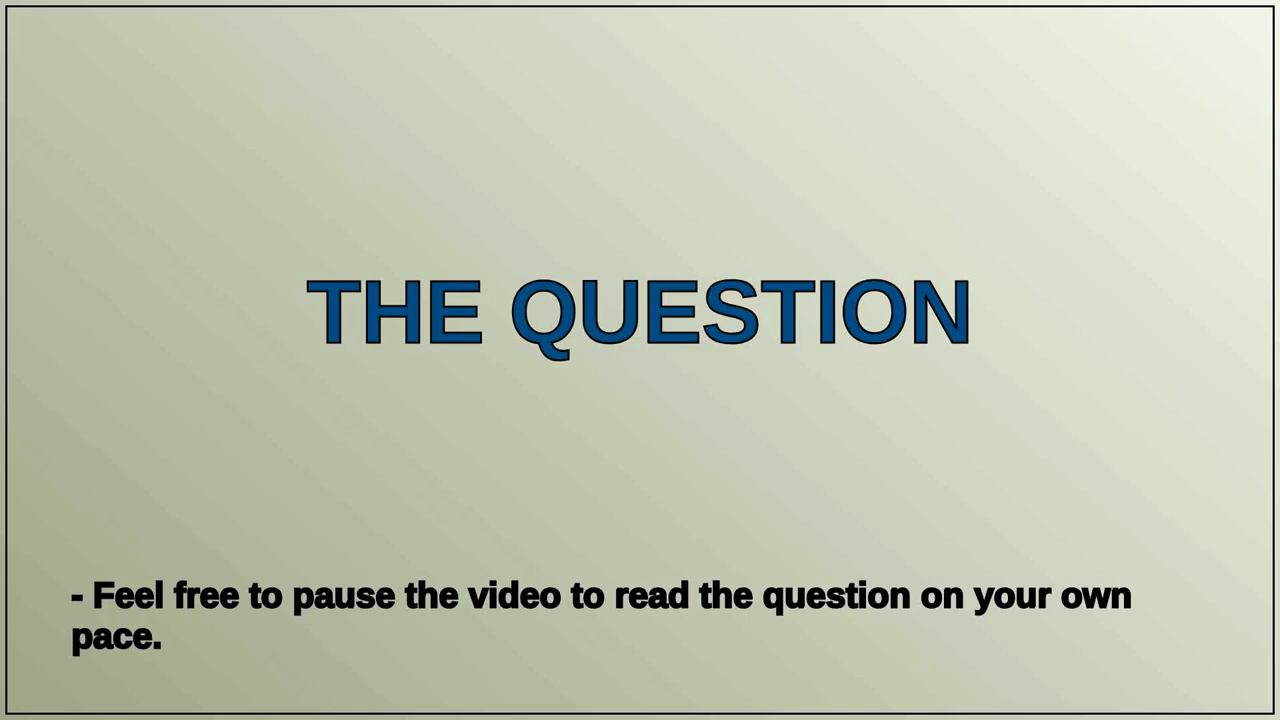 THE QUESTION
- Feel free to pause the video to read the question on your own
pace.